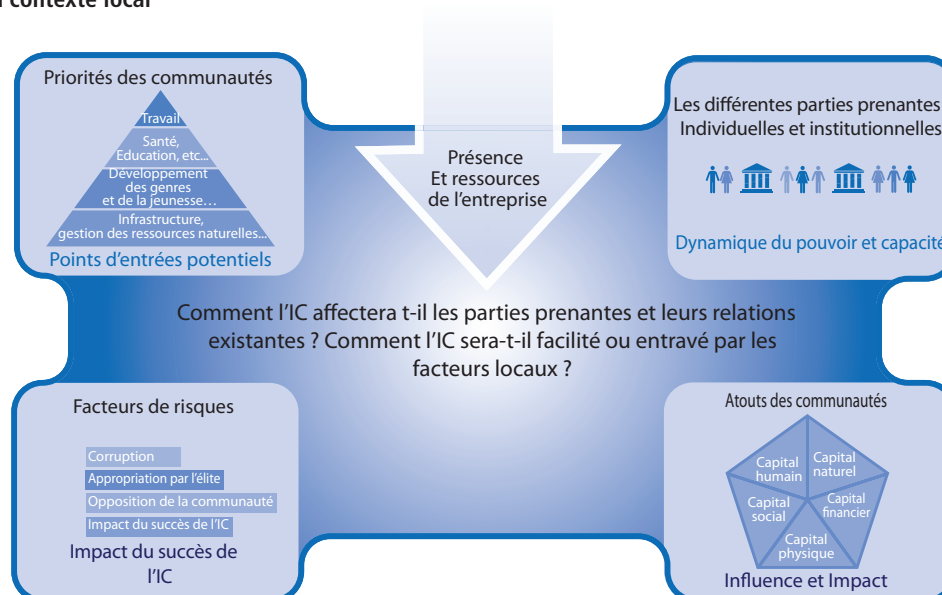 contexte local
Priorités des communautés
Travail
Santé,
Education, etc...
Développement
des genres
et de la jeunesse…
Infrastructure,
gestion des ressources naturelles...
Points d’entrées potentiels
Présence
Et ressources
de l’entreprise
Les différentes parties prenantes
Individuelles et institutionnelles
Dynamique du pouvoir et capacité
Comment l’IC affectera t-il les parties prenantes et leurs relations
existantes ? Comment l’IC sera-t-il facilité ou entravé par les
facteurs locaux ?
Facteurs de risques
Corruption
Appropriation par l’élite
Opposition de la communauté
Impact du succès de l’IC
Impact du succès de
l’IC
Atouts des communautés
Capital
humain
Capital
naturel
Capital
social
Capital
financier
Capital
physique
Influence et Impact